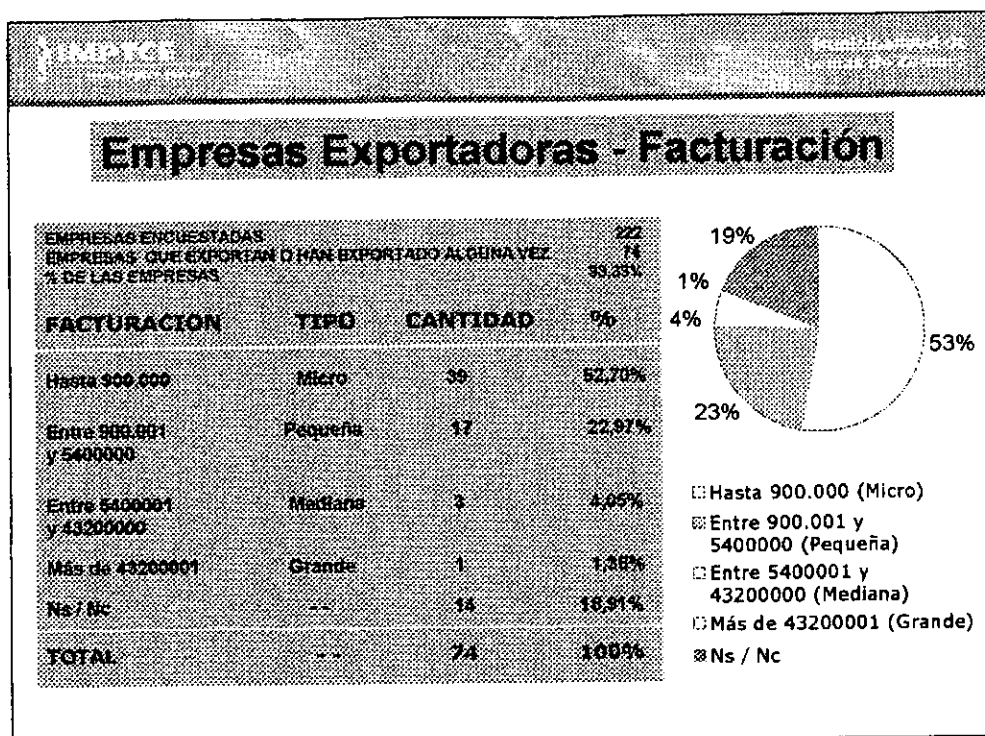 Empresas Exportadoras - Facturación
EMPRESAS ENCUESTADAS 222
EMPRESAS QUE EXPORTAN O HAN EXPORTADO ALGUNA VEZ 74
% DE LAS EMPRESAS 33,33%
FACTURACION TIPO CANTIDAD %
Hasta 900.000 Micro 39 52,70%
Entre 900.001 Pequeña 17 22,97%
y 5400000
Entre 5400001 Mediana 3 4,05%
y 43200000
Más de 43200001 Grande 1 1,36%
Ns / Nc - - 14 18,91%
TOTAL - - 74 100%
19%
1%
4%
53%
23%
Hasta 900.000 (Micro)
Entre 900.001 y
5400000 (Pequeña)
Entre 5400001 y
43200000 (Mediana)
Más de 43200001 (Grande)
Ns / Nc